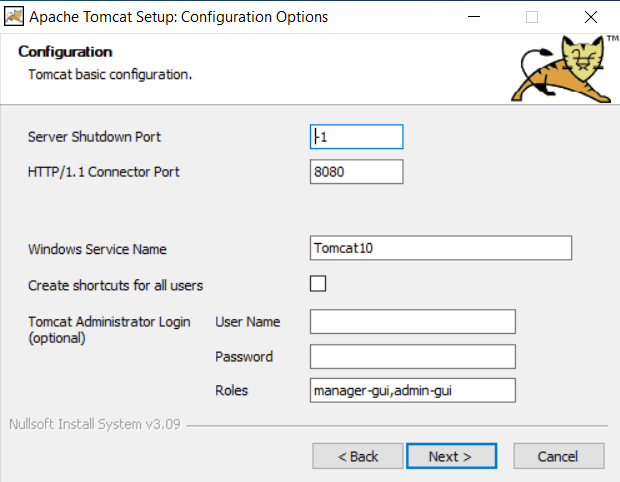 Apache Tomcat Setup: Configuration Options
Configuration
Tomcat basic configuration.
TM
Server Shutdown Port -1
HTTP/1.1 Connector Port 8080
Windows Service Name Tomcat10
Create shortcuts for all users
Tomcat Administrator Login User Name
(optional)
Password
Roles manager-gui,admin-gui
Nullsoft Install System v3.09
< Back Next > Cancel